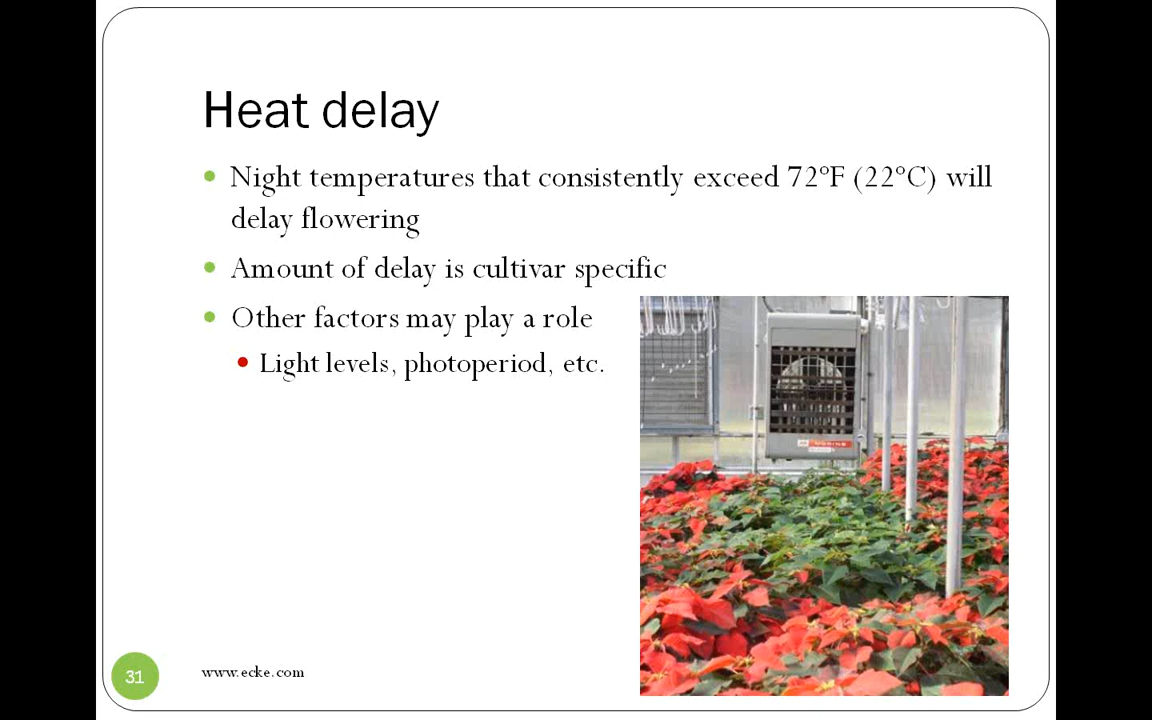 Heat delay
Night temperatures that consistently exceed 72°F (22°C) will
delay flowering
Amount of delay is cultivar specific
Other factors may play a role
Light levels, photoperiod, etc.
31
www.ecke.com